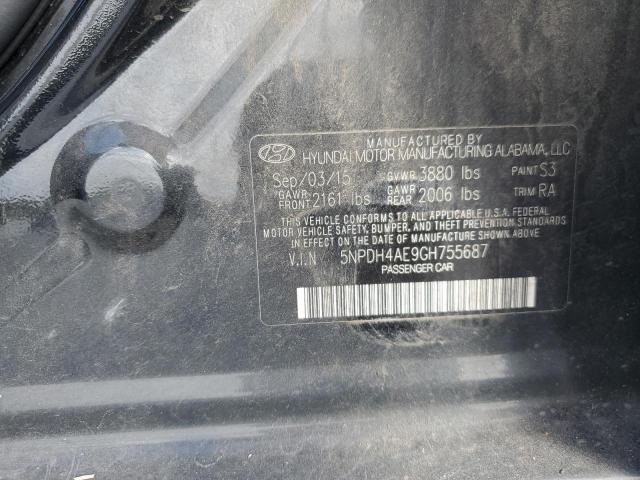 MANUFACTURED BY
HYUNDAI MOTOR MANUFACTURING ALABAMA, LLC
Sep/03/15 GVWR 3880 lbs PAINT S3
GAWR FRONT 2161 lbs GAWR REAR 2006 lbs TRIM RA
THIS VEHICLE CONFORMS TO ALL APPLICABLE U.S.A. FEDERAL
MOTOR VEHICLE SAFETY, BUMPER, AND THEFT PREVENTION
STANDARDS IN EFFECT ON THE DATE OF MANUFACTURE SHOWN ABOVE
V.I.N 5NPDH4AE9GH755687
PASSENGER CAR